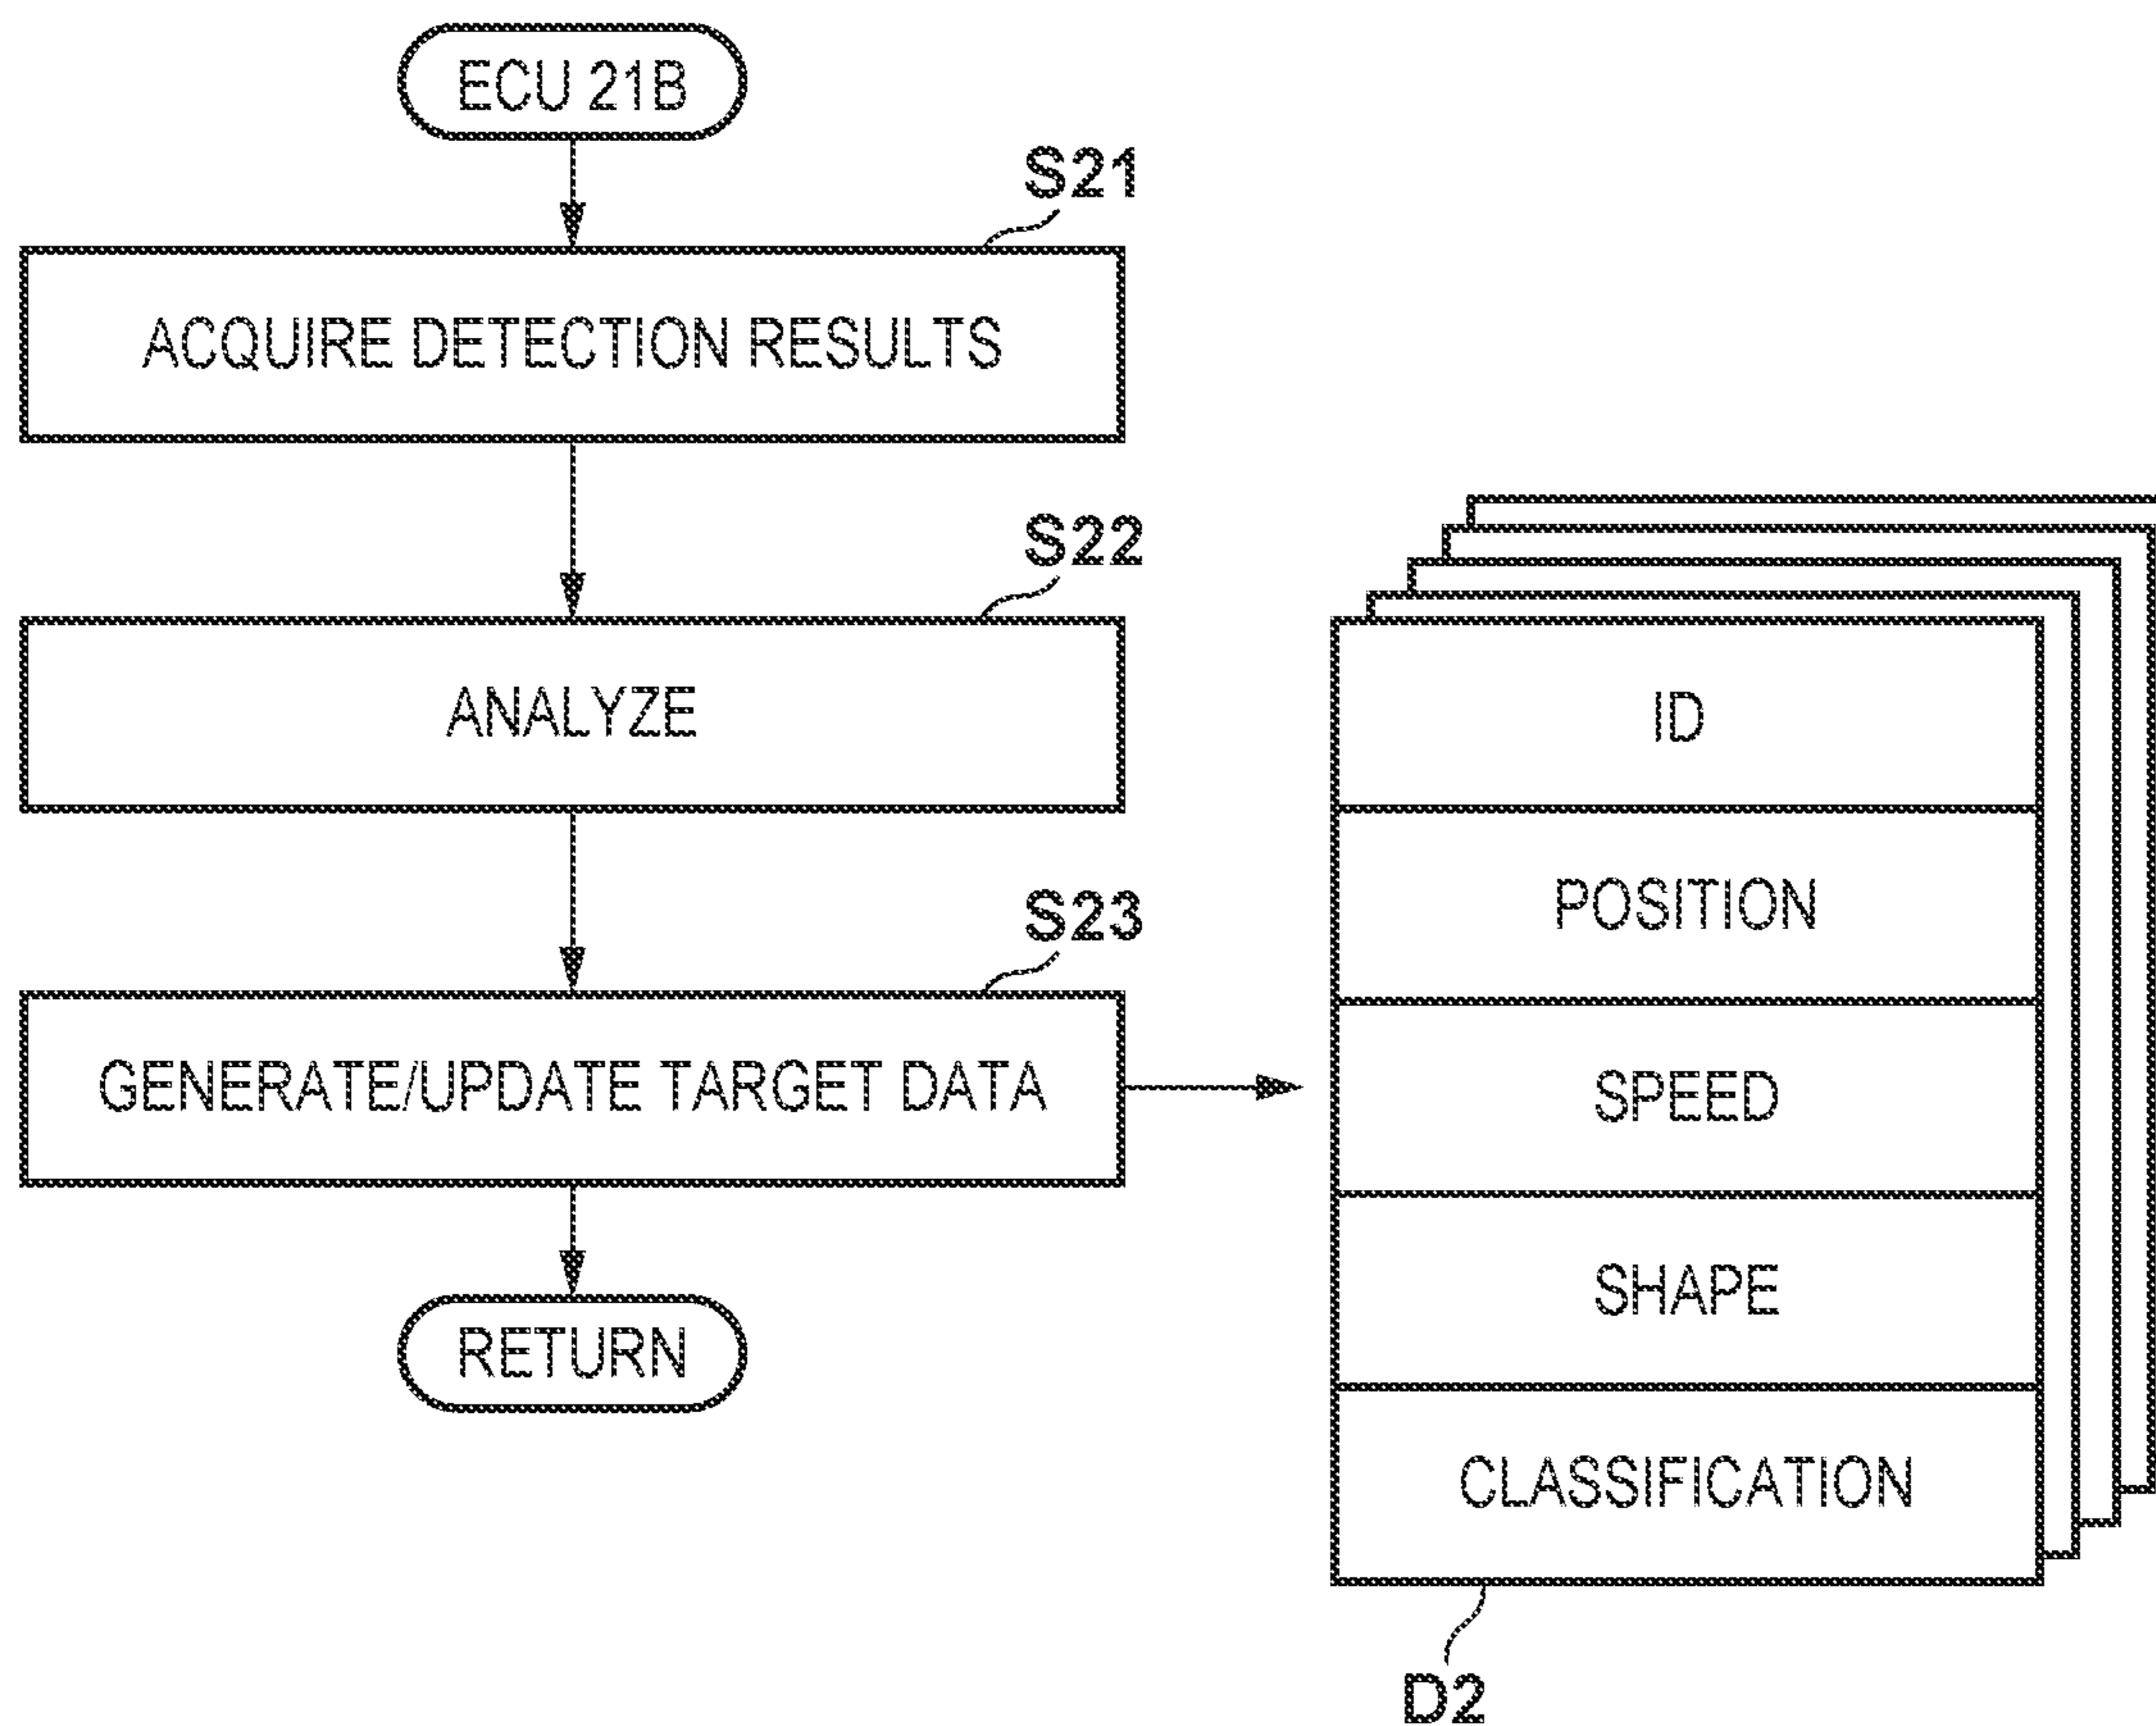 ECU 21B
S21
ACQUIRE DETECTION RESULTS
S22
ANALYZE
S23
GENERATE/UPDATE TARGET DATA
RETURN
ID
POSITION
SPEED
SHAPE
CLASSIFICATION
D2